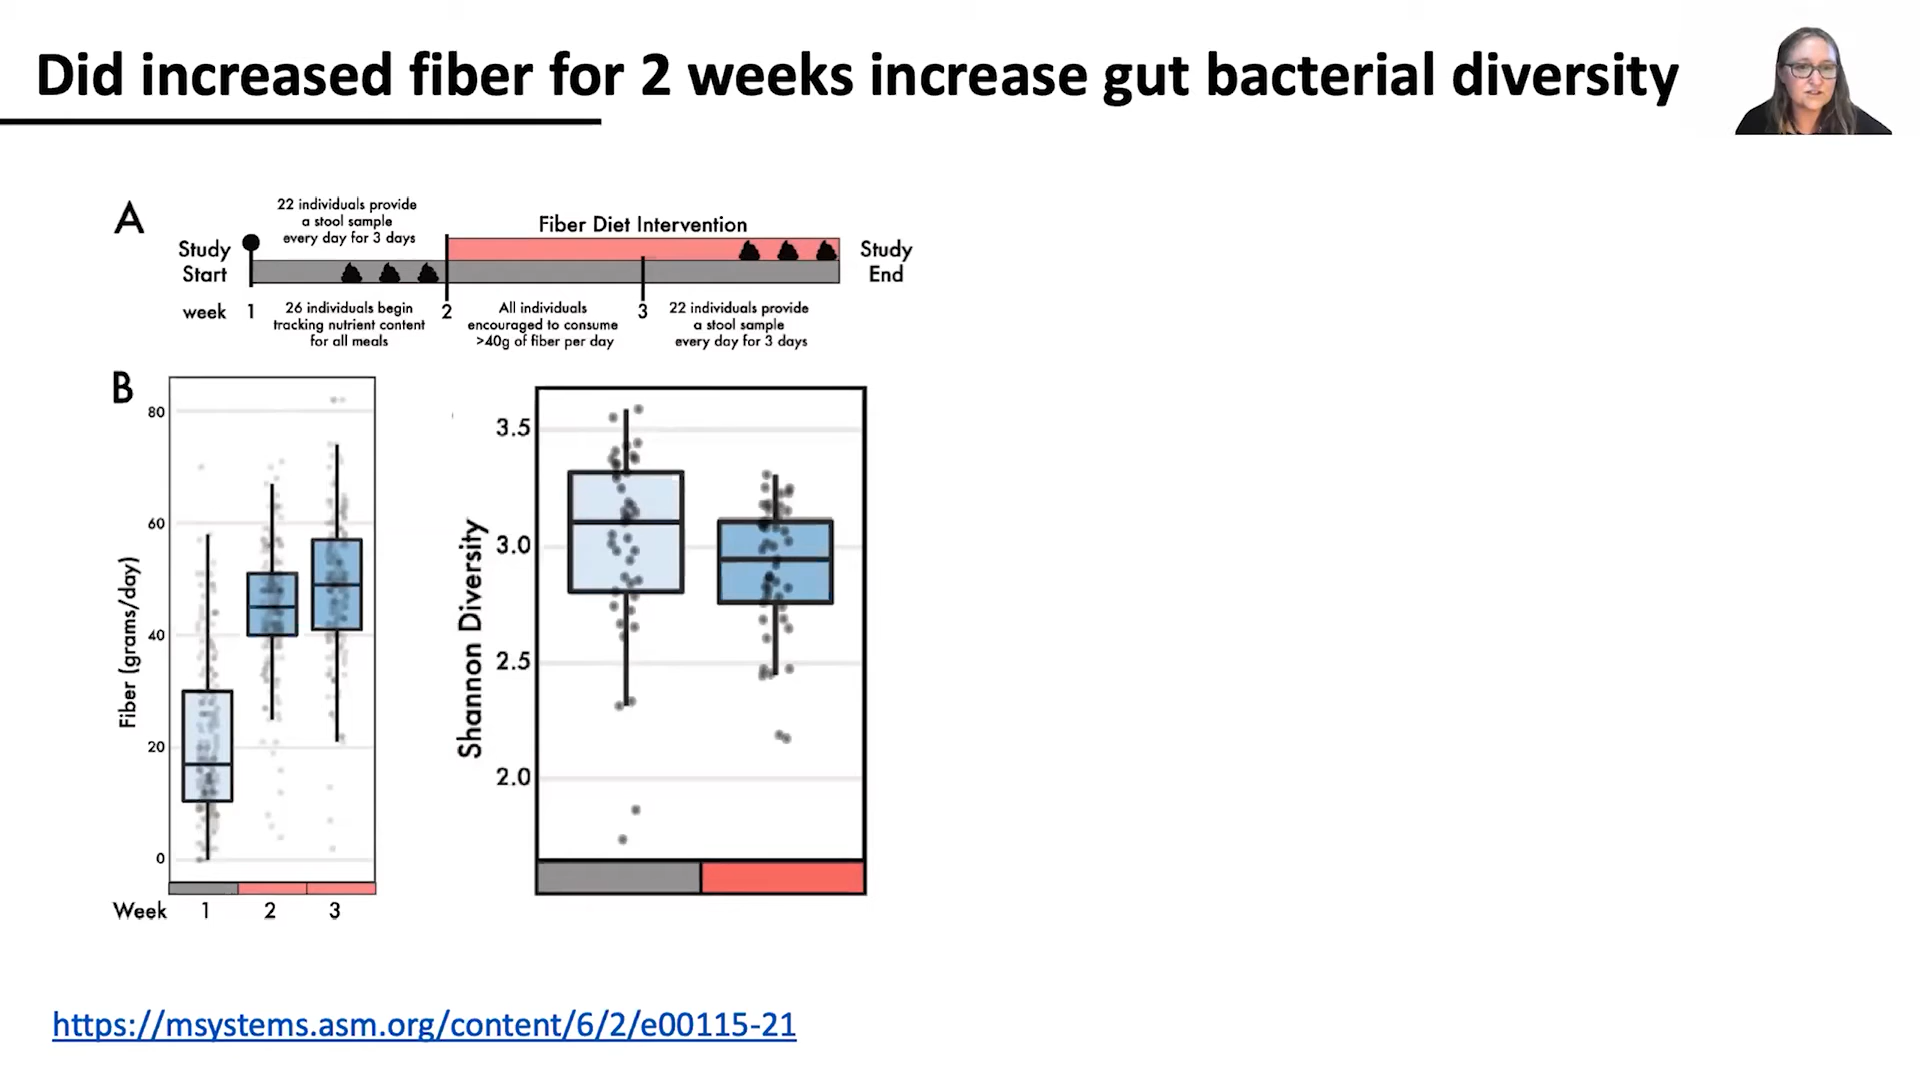 Did increased fiber for 2 weeks increase gut bacterial diversity
A
22 individuals provide
a stool sample
every day for 3 days
Fiber Diet Intervention
Study
Start
Study
End
week
1
2
3
26 individuals begin
tracking nutrient content
for all meals
All individuals
encouraged to consume
>40g of fiber per day
22 individuals provide
a stool sample
every day for 3 days
B
Fiber (grams/day)
80
60
40
20
0
Week 1 2 3
Shannon Diversity
3.5
3.0
2.5
2.0
https://msystems.asm.org/content/6/2/e00115-21